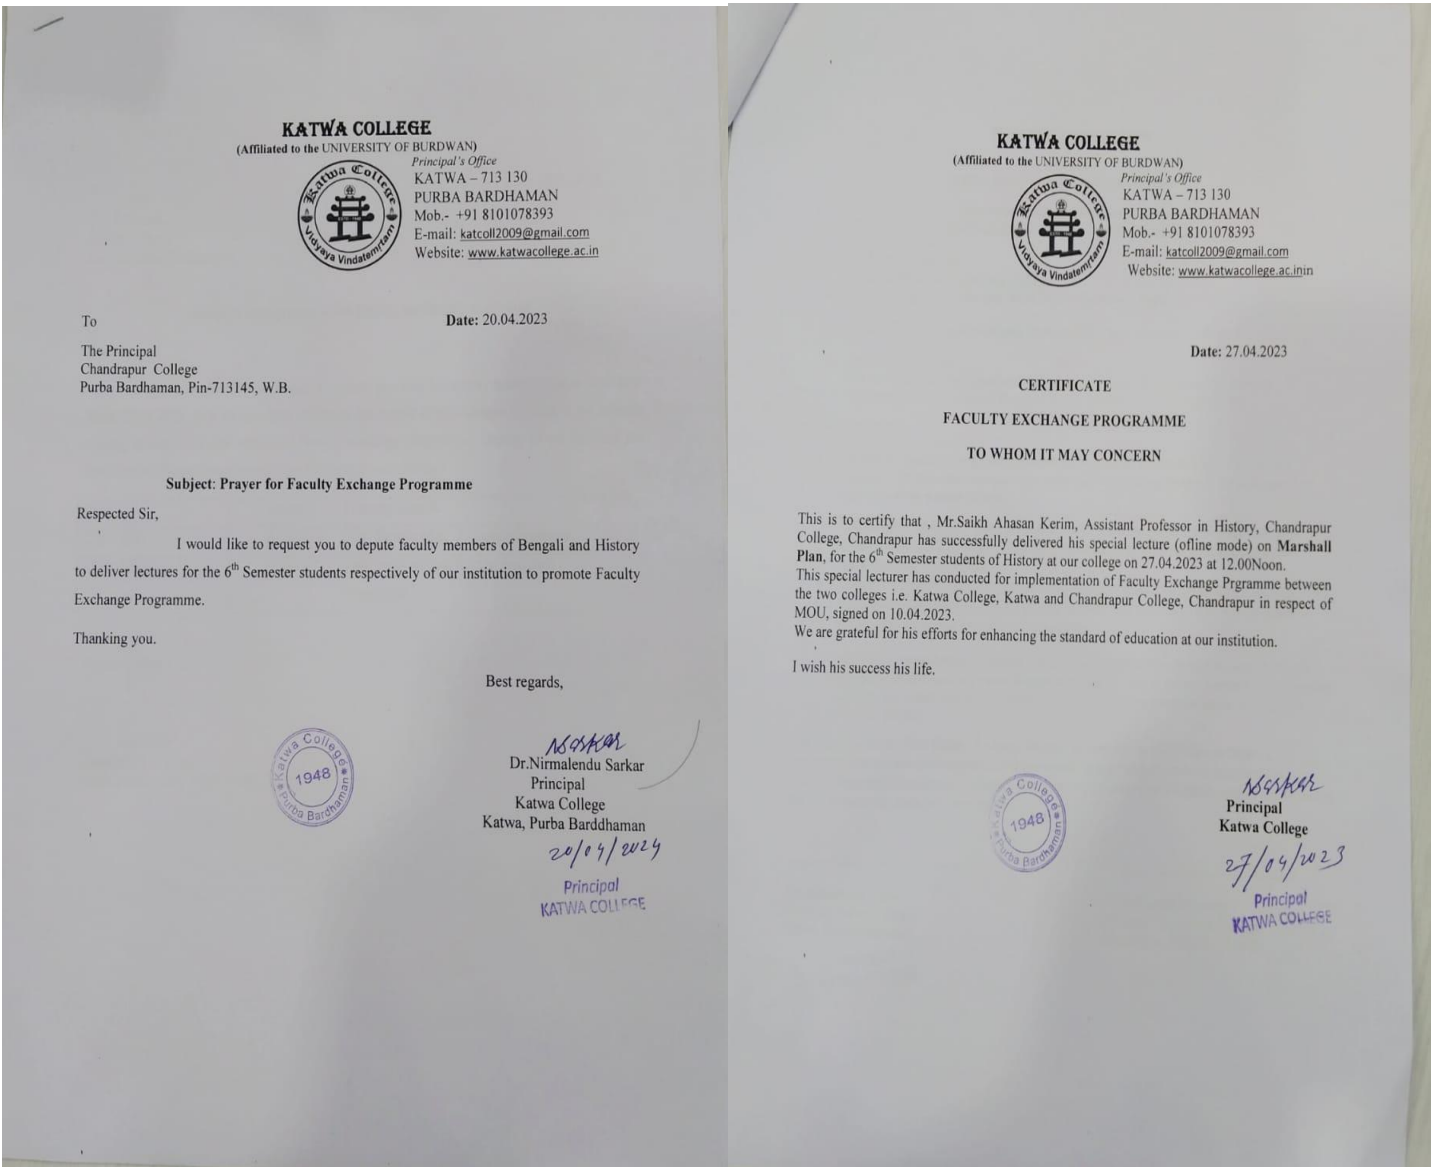 KATWA COLLEGE
(Affiliated to the UNIVERSITY OF BURDWAN)
Katwa College
Vidyaya Vindatemrtam
Principal's Office
KATWA – 713 130
PURBA BARDHAMAN
Mob.- +91 8101078393
E-mail: katcoll2009@gmail.com
Website: www.katwacollege.ac.in
To
Date: 20.04.2023
The Principal
Chandrapur College
Purba Bardhaman, Pin-713145, W.B.
Subject: Prayer for Faculty Exchange Programme
Respected Sir,
I would like to request you to depute faculty members of Bengali and History
to deliver lectures for the 6th Semester students respectively of our institution to promote Faculty
Exchange Programme.
Thanking you.
Best regards,
Katwa College
1948
Purba Bardhaman
NSarkar
Dr.Nirmalendu Sarkar
Principal
Katwa College
Katwa, Purba Barddhaman
20/04/2024
Principal
KATWA COLLEGE
KATWA COLLEGE
(Affiliated to the UNIVERSITY OF BURDWAN)
Katwa College
Vidyaya Vindatemrtam
Principal's Office
KATWA – 713 130
PURBA BARDHAMAN
Mob.- +91 8101078393
E-mail: katcoll2009@gmail.com
Website: www.katwacollege.ac.inin
Date: 27.04.2023
CERTIFICATE
FACULTY EXCHANGE PROGRAMME
TO WHOM IT MAY CONCERN
This is to certify that , Mr.Saikh Ahasan Kerim, Assistant Professor in History, Chandrapur
College, Chandrapur has successfully delivered his special lecture (ofline mode) on Marshall
Plan, for the 6th Semester students of History at our college on 27.04.2023 at 12.00Noon.
This special lecturer has conducted for implementation of Faculty Exchange Prgramme between
the two colleges i.e. Katwa College, Katwa and Chandrapur College, Chandrapur in respect of
MOU, signed on 10.04.2023.
We are grateful for his efforts for enhancing the standard of education at our institution.
I wish his success his life.
Katwa College
1948
Purba Bardhaman
NSarkar
Principal
Katwa College
27/04/2023
Principal
KATWA COLLEGE